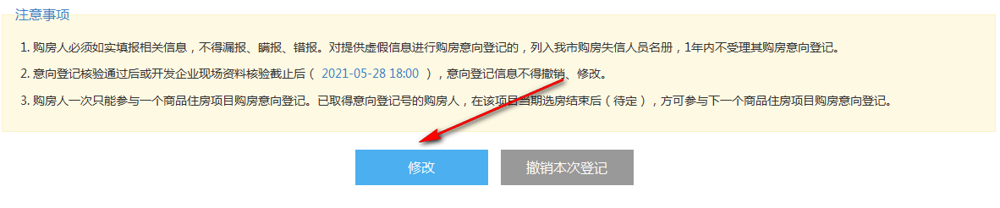 注意事项
1. 购房人必须如实填报相关信息，不得漏报、瞒报、错报。对提供虚假信息进行购房意向登记的，列入我市购房失信人员名册，1年内不受理其购房意向登记。
2. 意向登记核验通过后或开发企业现场资料核验截止后（ 2021-05-28 18:00 ），意向登记信息不得撤销、修改。
3. 购房人一次只能参与一个商品住房项目购房意向登记。已取得意向登记号的购房人，在该项目当期选房结束后（待定），方可参与下一个商品住房项目购房意向登记。
修改 撤销本次登记